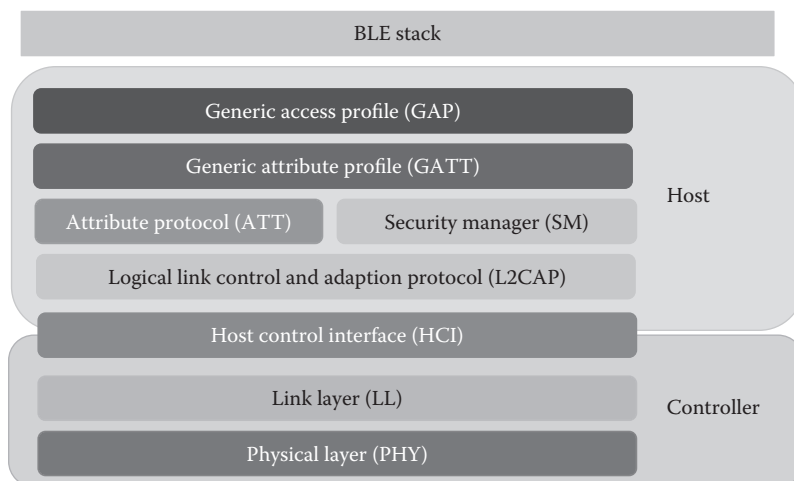 BLE stack
Generic access profile (GAP)
Generic attribute profile (GATT)
Attribute protocol (ATT)
Security manager (SM)
Host
Logical link control and adaption protocol (L2CAP)
Host control interface (HCI)
Link layer (LL)
Controller
Physical layer (PHY)